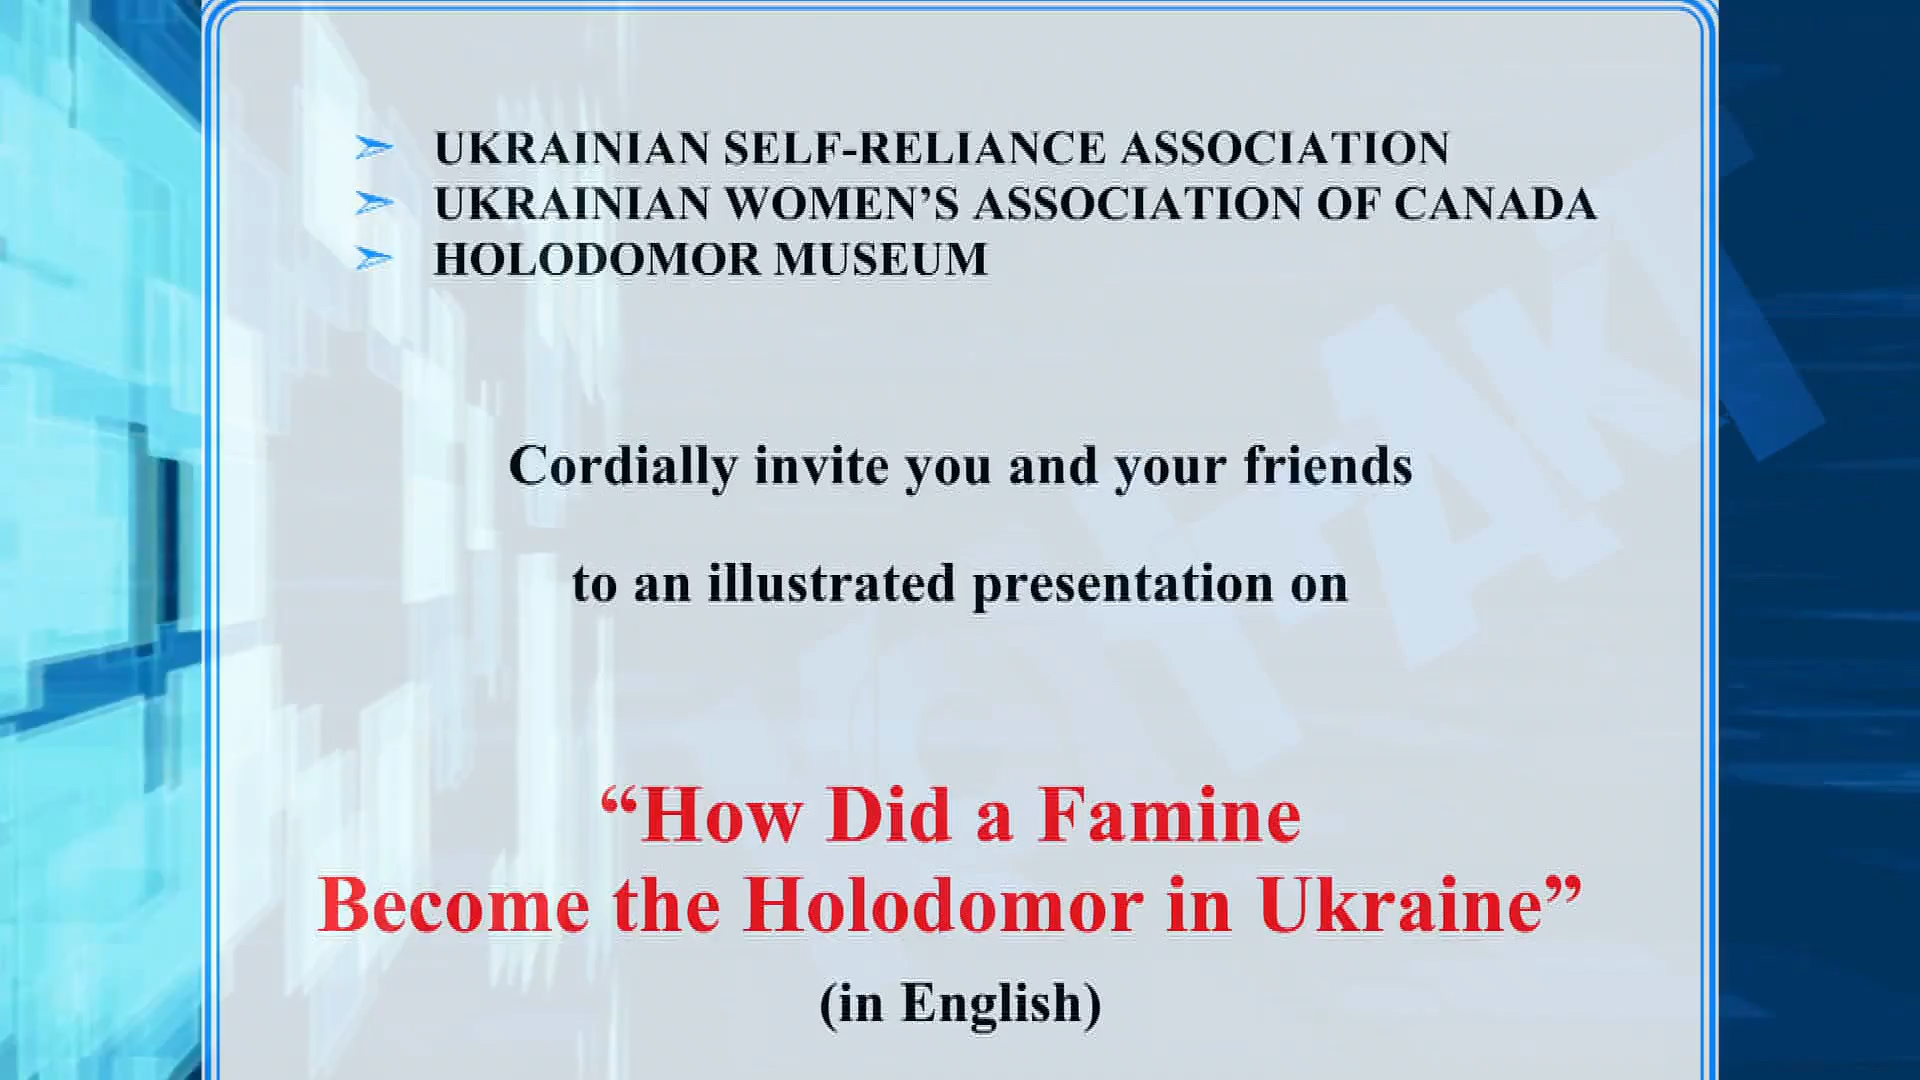 UKRAINIAN SELF-RELIANCE ASSOCIATION
UKRAINIAN WOMEN’S ASSOCIATION OF CANADA
HOLODOMOR MUSEUM
Cordially invite you and your friends
to an illustrated presentation on
“How Did a Famine
Become the Holodomor in Ukraine”
(in English)